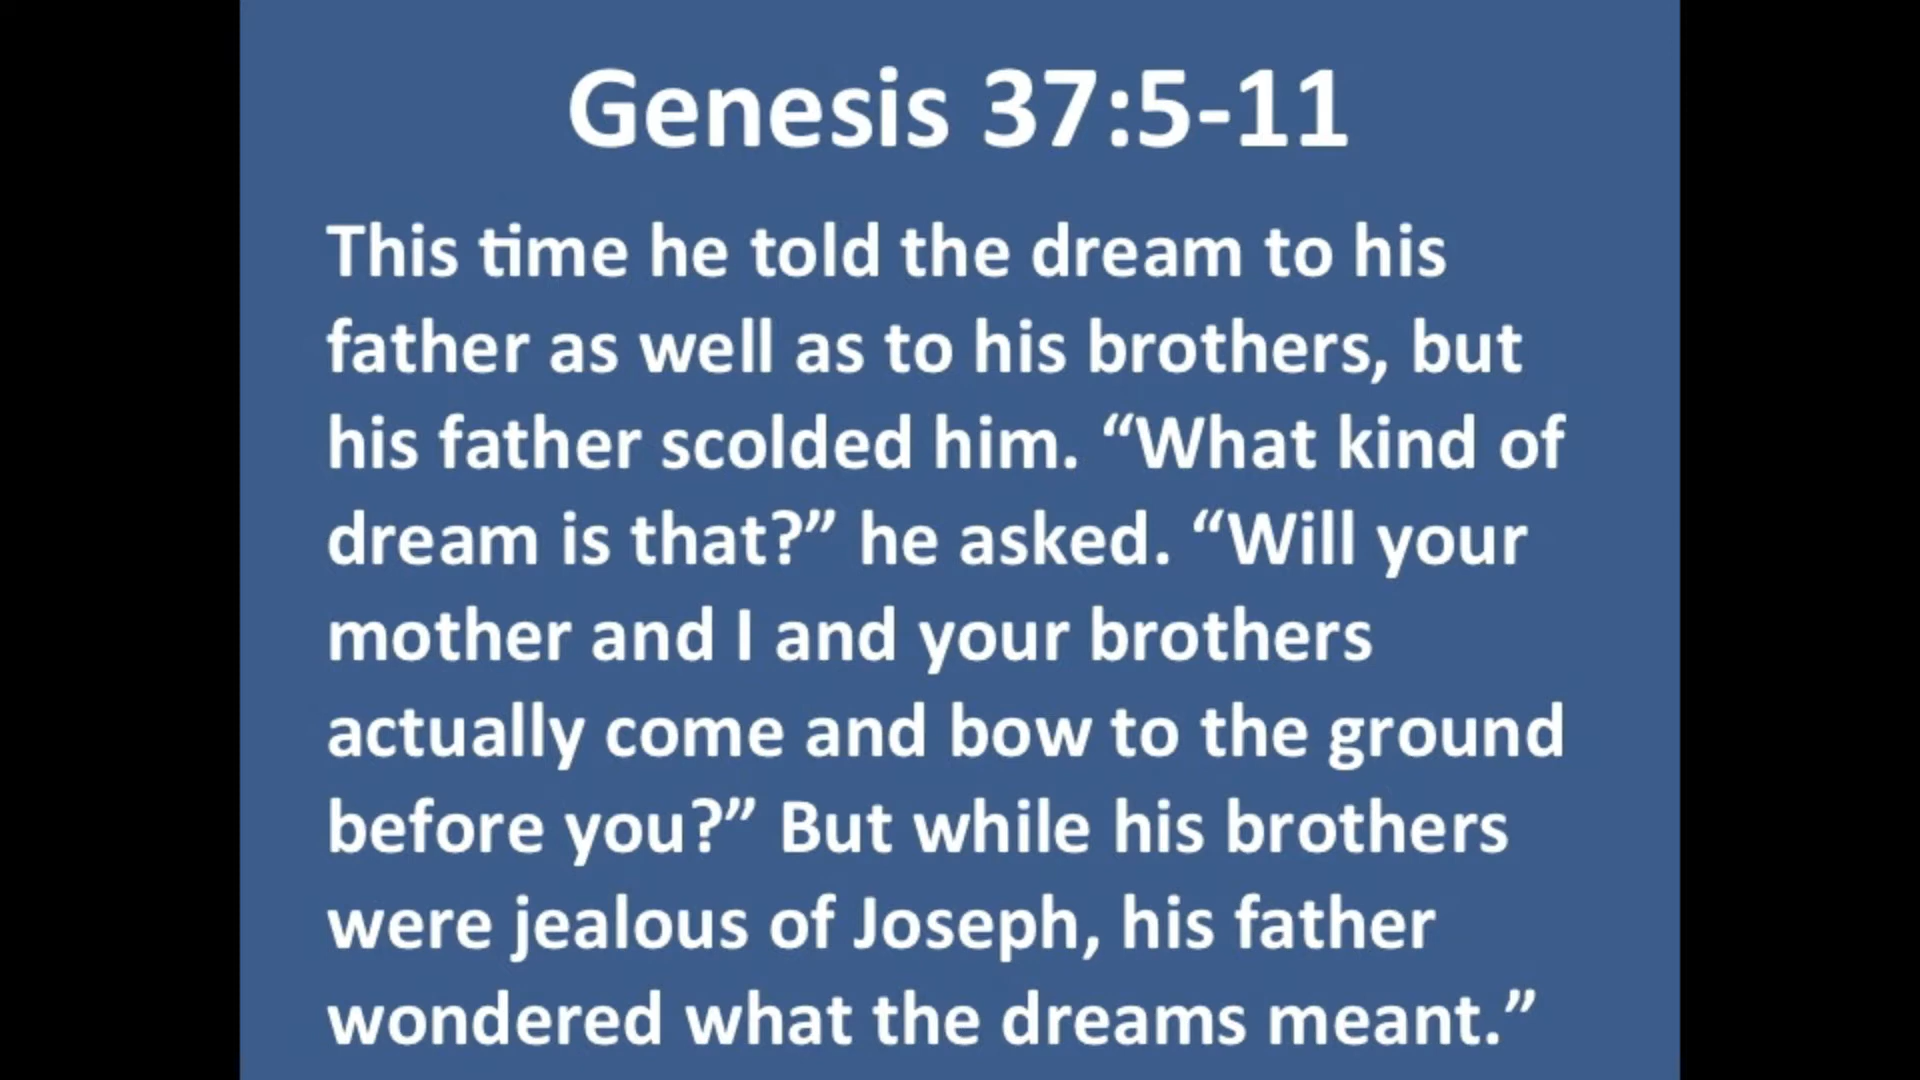 Genesis 37:5-11
This time he told the dream to his
father as well as to his brothers, but
his father scolded him. “What kind of
dream is that?” he asked. “Will your
mother and I and your brothers
actually come and bow to the ground
before you?” But while his brothers
were jealous of Joseph, his father
wondered what the dreams meant.”